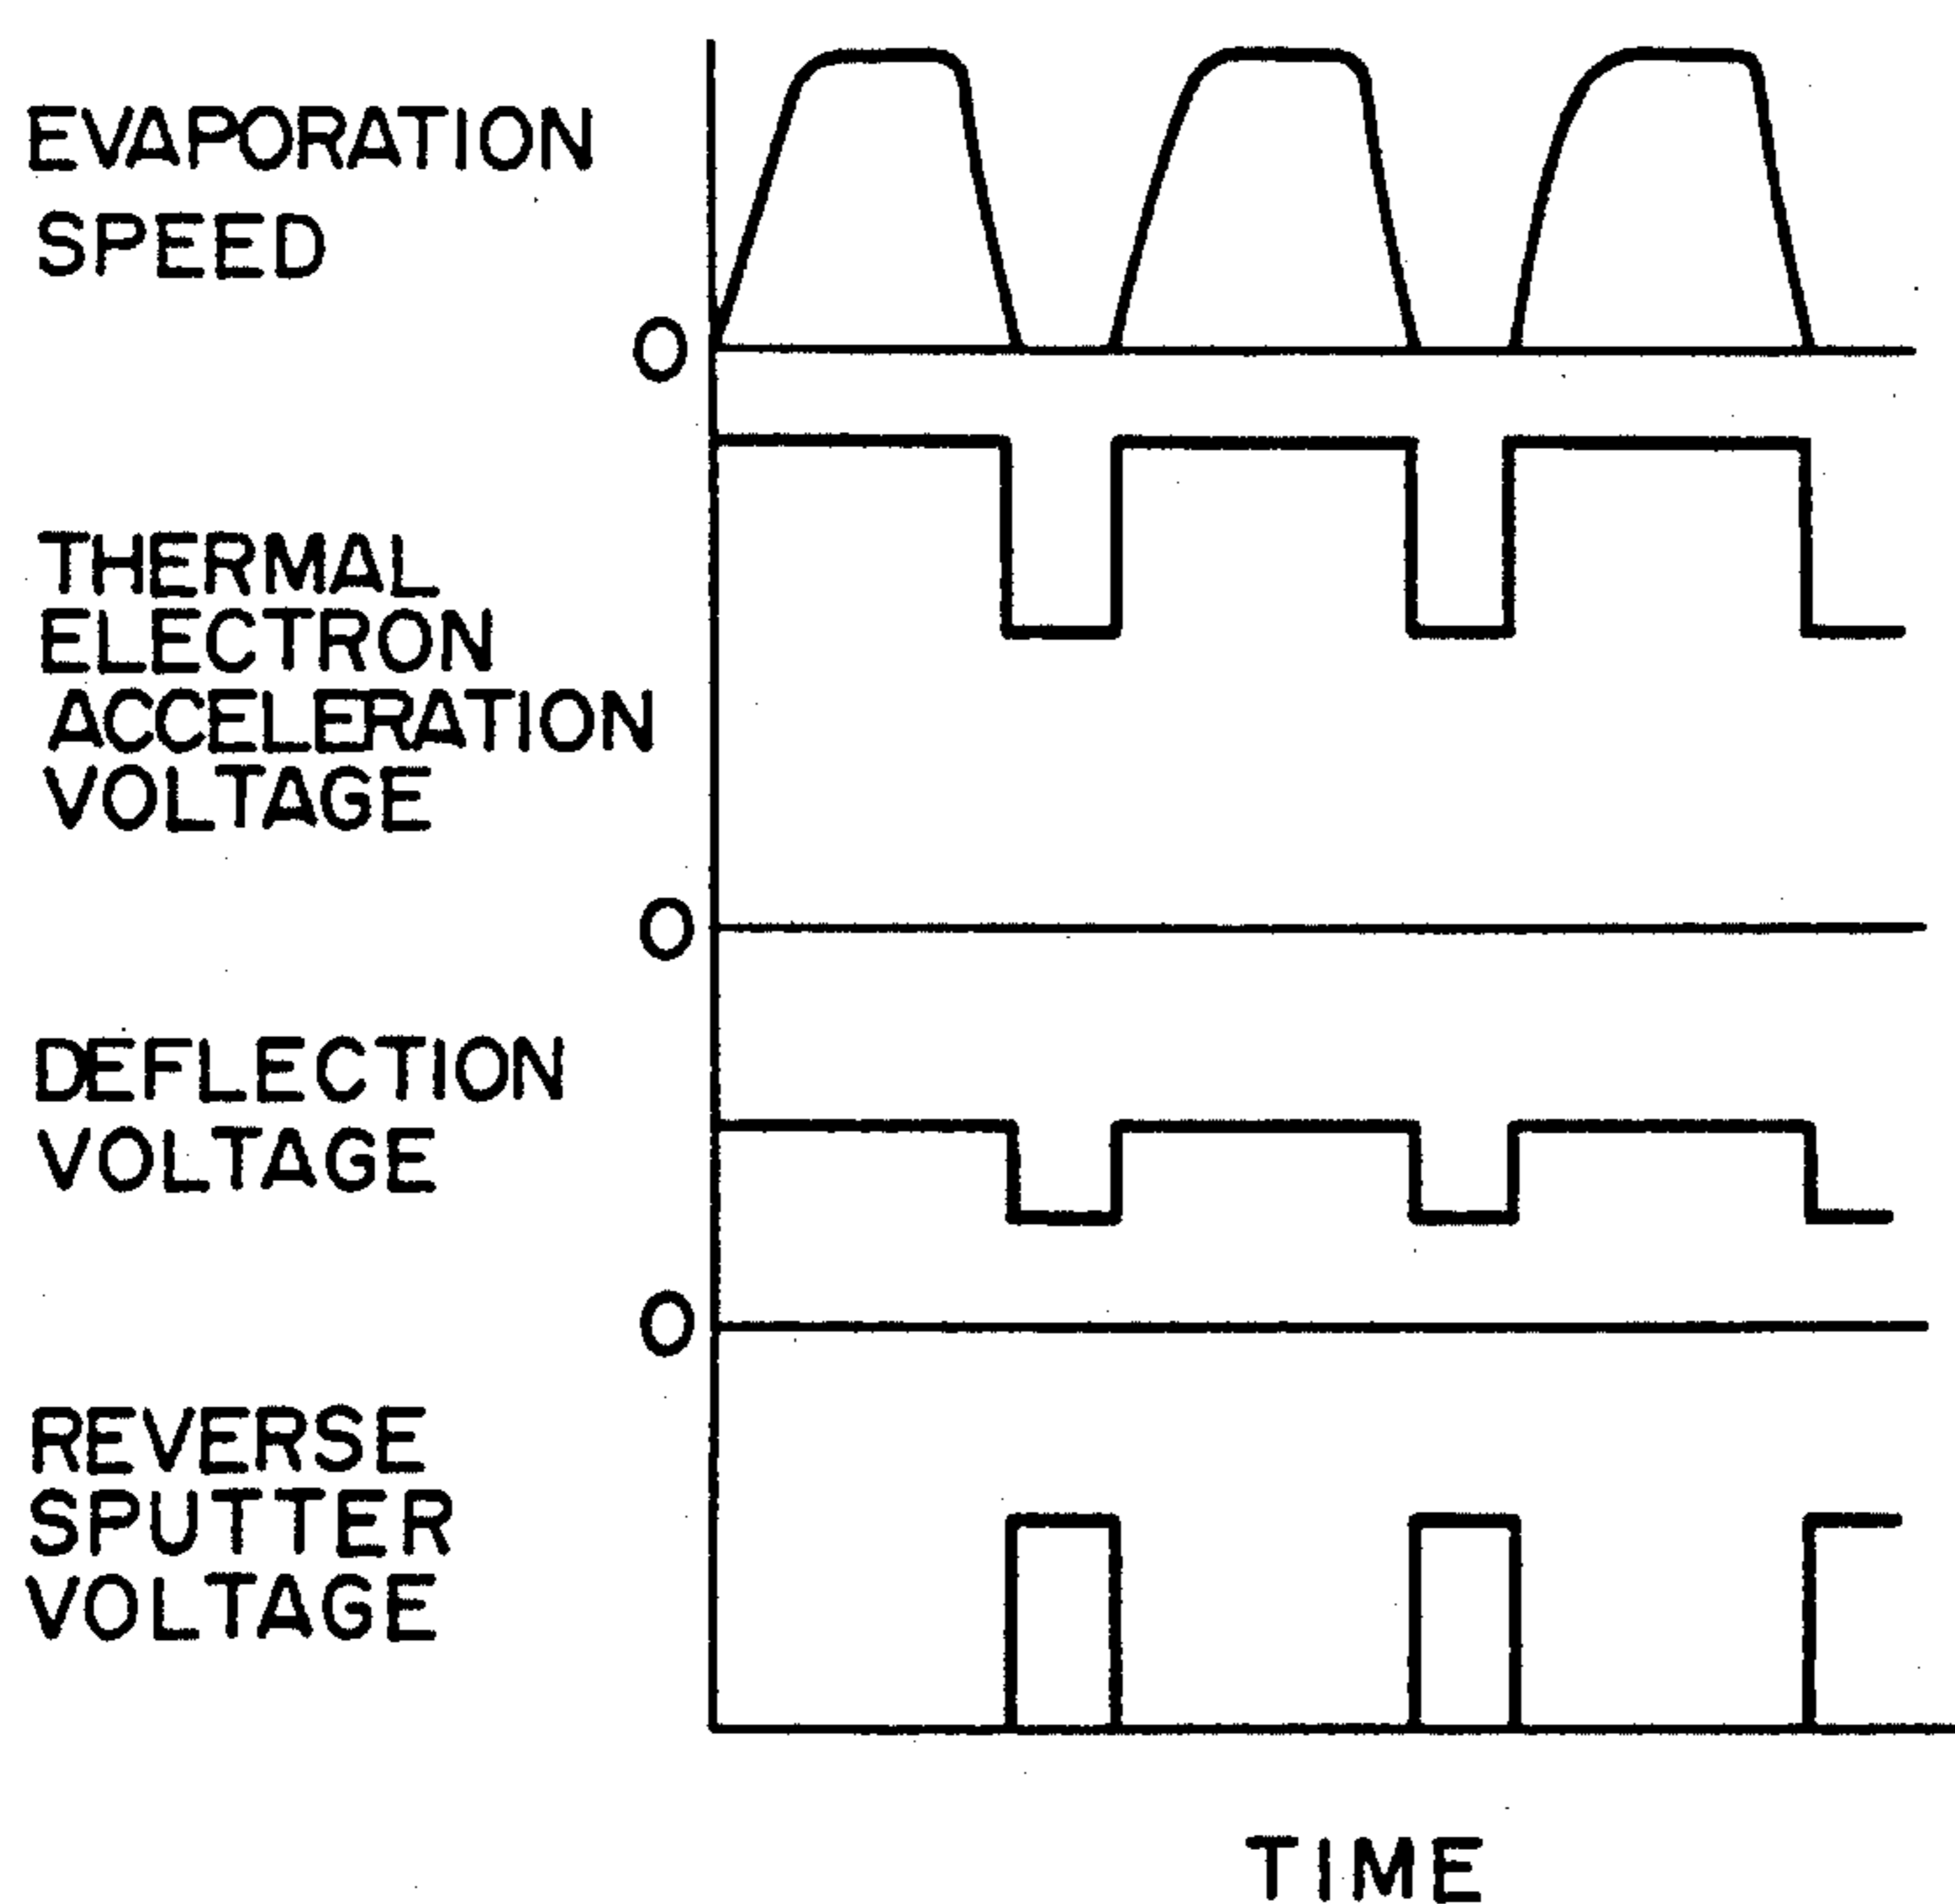 EVAPORATION
SPEED
O
THERMAL
ELECTRON
ACCELERATION
VOLTAGE
O
DEFLECTION
VOLTAGE
O
REVERSE
SPUTTER
VOLTAGE
TIME